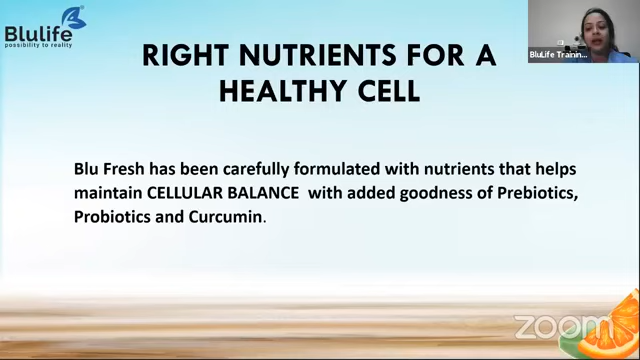 Blulife
possibility to reality
RIGHT NUTRIENTS FOR A
HEALTHY CELL
Blu Fresh has been carefully formulated with nutrients that helps
maintain CELLULAR BALANCE with added goodness of Prebiotics,
Probiotics and Curcumin.
BluLife Trainin...
zoom